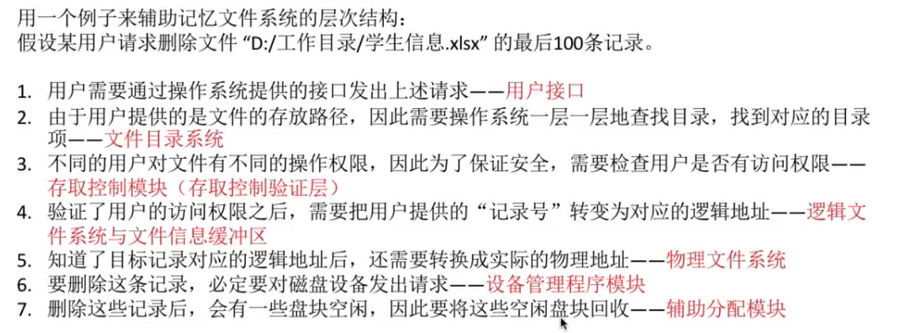 用一个例子来辅助记忆文件系统的层次结构：
假设某用户请求删除文件 “D:/工作目录/学生信息.xlsx” 的最后100条记录。
1. 用户需要通过操作系统提供的接口发出上述请求——用户接口
2. 由于用户提供的是文件的存放路径，因此需要操作系统一层一层地查找目录，找到对应的目录
项——文件目录系统
3. 不同的用户对文件有不同的操作权限，因此为了保证安全，需要检查用户是否有访问权限——
存取控制模块（存取控制验证层）
4. 验证了用户的访问权限之后，需要把用户提供的“记录号”转变为对应的逻辑地址——逻辑文
件系统与文件信息缓冲区
5. 知道了目标记录对应的逻辑地址后，还需要转换成实际的物理地址——物理文件系统
6. 要删除这条记录，必定要对磁盘设备发出请求——设备管理程序模块
7. 删除这些记录后，会有一些盘块空闲，因此要将这些空闲盘块回收——辅助分配模块